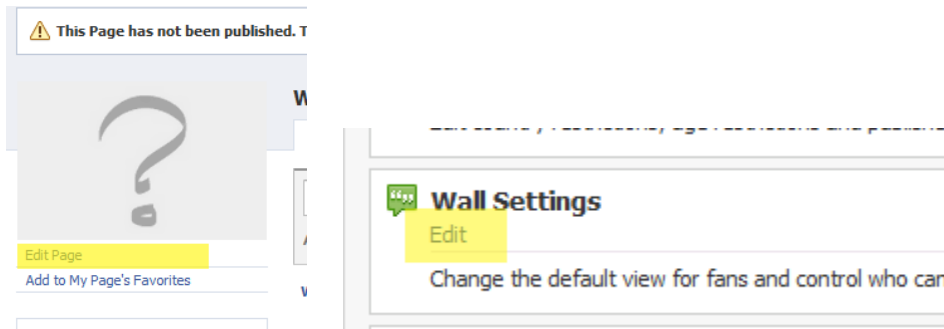 This Page has not been published. T
W
Edit Page
Add to My Page's Favorites
Wall Settings
Edit
Change the default view for fans and control who can